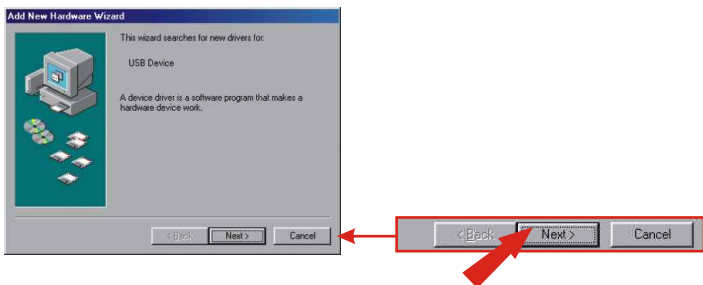 Add New Hardware Wizard
This wizard searches for new drivers for:
USB Device
A device driver is a software program that makes a
hardware device work.
< Back Next > Cancel
< Back Next > Cancel